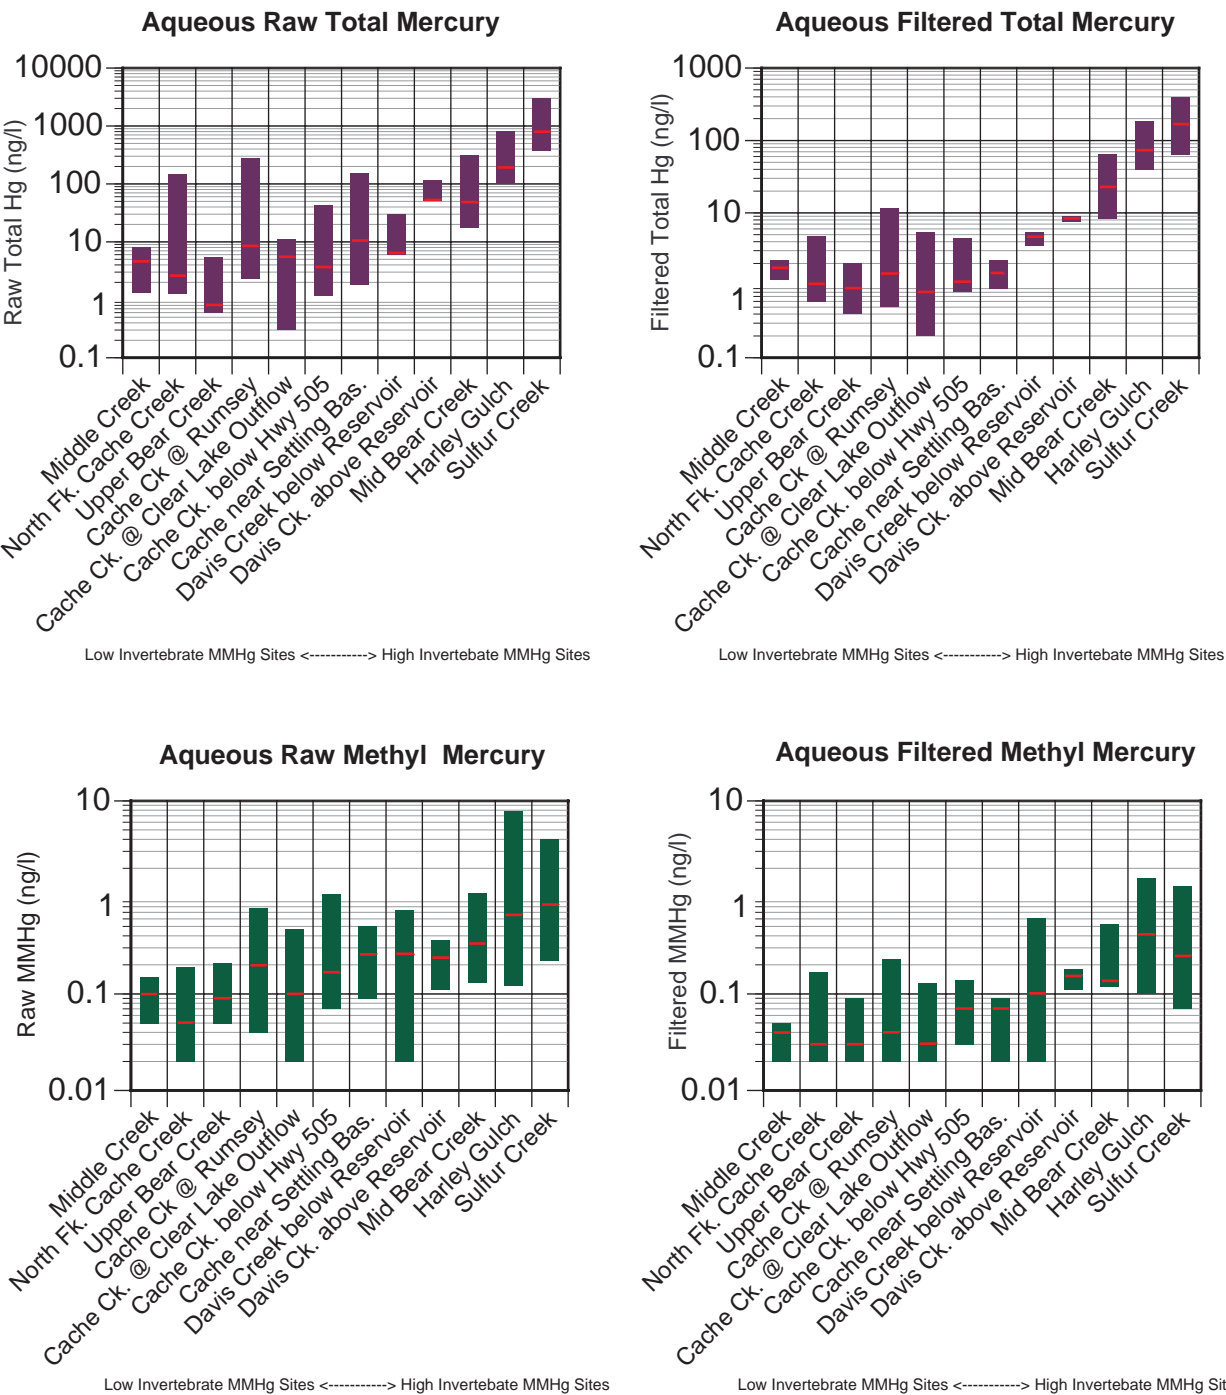 Aqueous Raw Total Mercury
Raw Total Hg (ng/l)
10000
1000
100
10
1
0.1
Middle Creek
North Fk. Cache Creek
Upper Bear Creek
Cache Ck @ Rumsey
Cache Ck. @ Clear Lake Outflow
Cache Ck. below Hwy 505
Cache near Settling Bas.
Davis Creek below Reservoir
Davis Ck. above Reservoir
Mid Bear Creek
Harley Gulch
Sulfur Creek
Low Invertebrate MMHg Sites <-----------> High Invertebate MMHg Sites
Aqueous Filtered Total Mercury
Filtered Total Hg (ng/l)
1000
100
10
1
0.1
Middle Creek
North Fk. Cache Creek
Upper Bear Creek
Cache Ck @ Rumsey
Cache Ck. @ Clear Lake Outflow
Cache Ck. below Hwy 505
Cache near Settling Bas.
Davis Creek below Reservoir
Davis Ck. above Reservoir
Mid Bear Creek
Harley Gulch
Sulfur Creek
Low Invertebrate MMHg Sites <-----------> High Invertebate MMHg Sites
Aqueous Raw Methyl  Mercury
Raw MMHg (ng/l)
10
1
0.1
0.01
Middle Creek
North Fk. Cache Creek
Upper Bear Creek
Cache Ck @ Rumsey
Cache Ck. @ Clear Lake Outflow
Cache Ck. below Hwy 505
Cache near Settling Bas.
Davis Creek below Reservoir
Davis Ck. above Reservoir
Mid Bear Creek
Harley Gulch
Sulfur Creek
Low Invertebrate MMHg Sites <-----------> High Invertebate MMHg Sites
Aqueous Filtered Methyl Mercury
Filtered MMHg (ng/l)
10
1
0.1
0.01
Middle Creek
North Fk. Cache Creek
Upper Bear Creek
Cache Ck @ Rumsey
Cache Ck. @ Clear Lake Outflow
Cache Ck. below Hwy 505
Cache near Settling Bas.
Davis Creek below Reservoir
Davis Ck. above Reservoir
Mid Bear Creek
Harley Gulch
Sulfur Creek
Low Invertebrate MMHg Sites <-----------> High Invertebate MMHg Sit